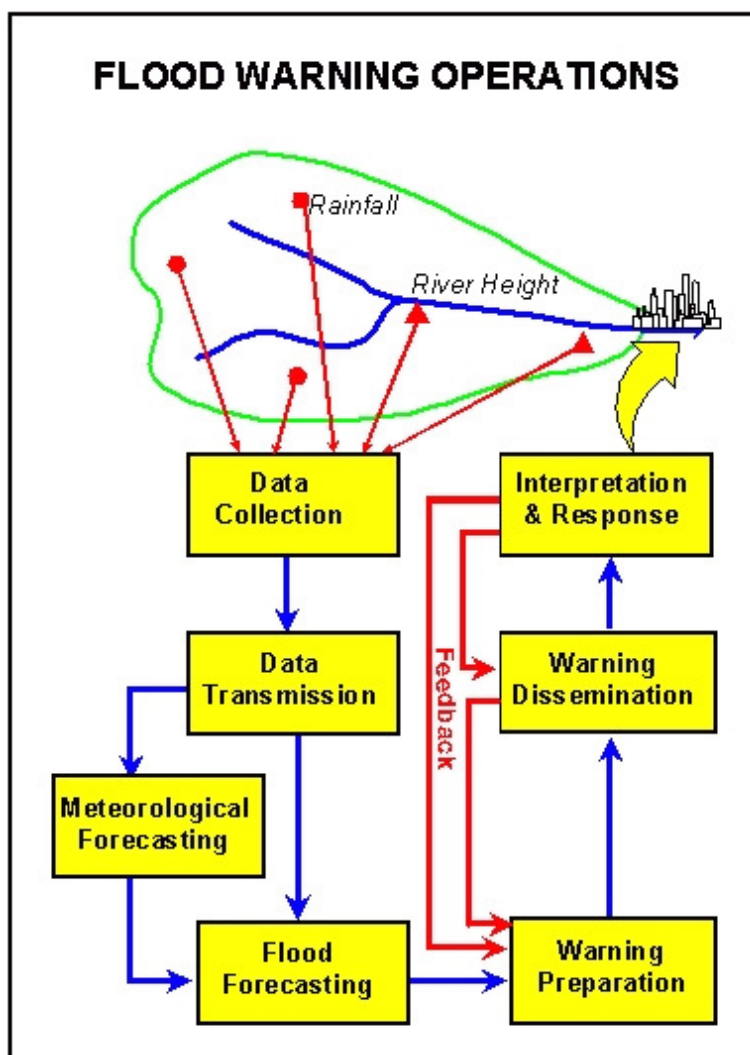 FLOOD WARNING OPERATIONS
Rainfall
River Height
Data
Collection
Interpretation
& Response
Data
Transmission
Feedback
Warning
Dissemination
Meteorological
Forecasting
Flood
Forecasting
Warning
Preparation